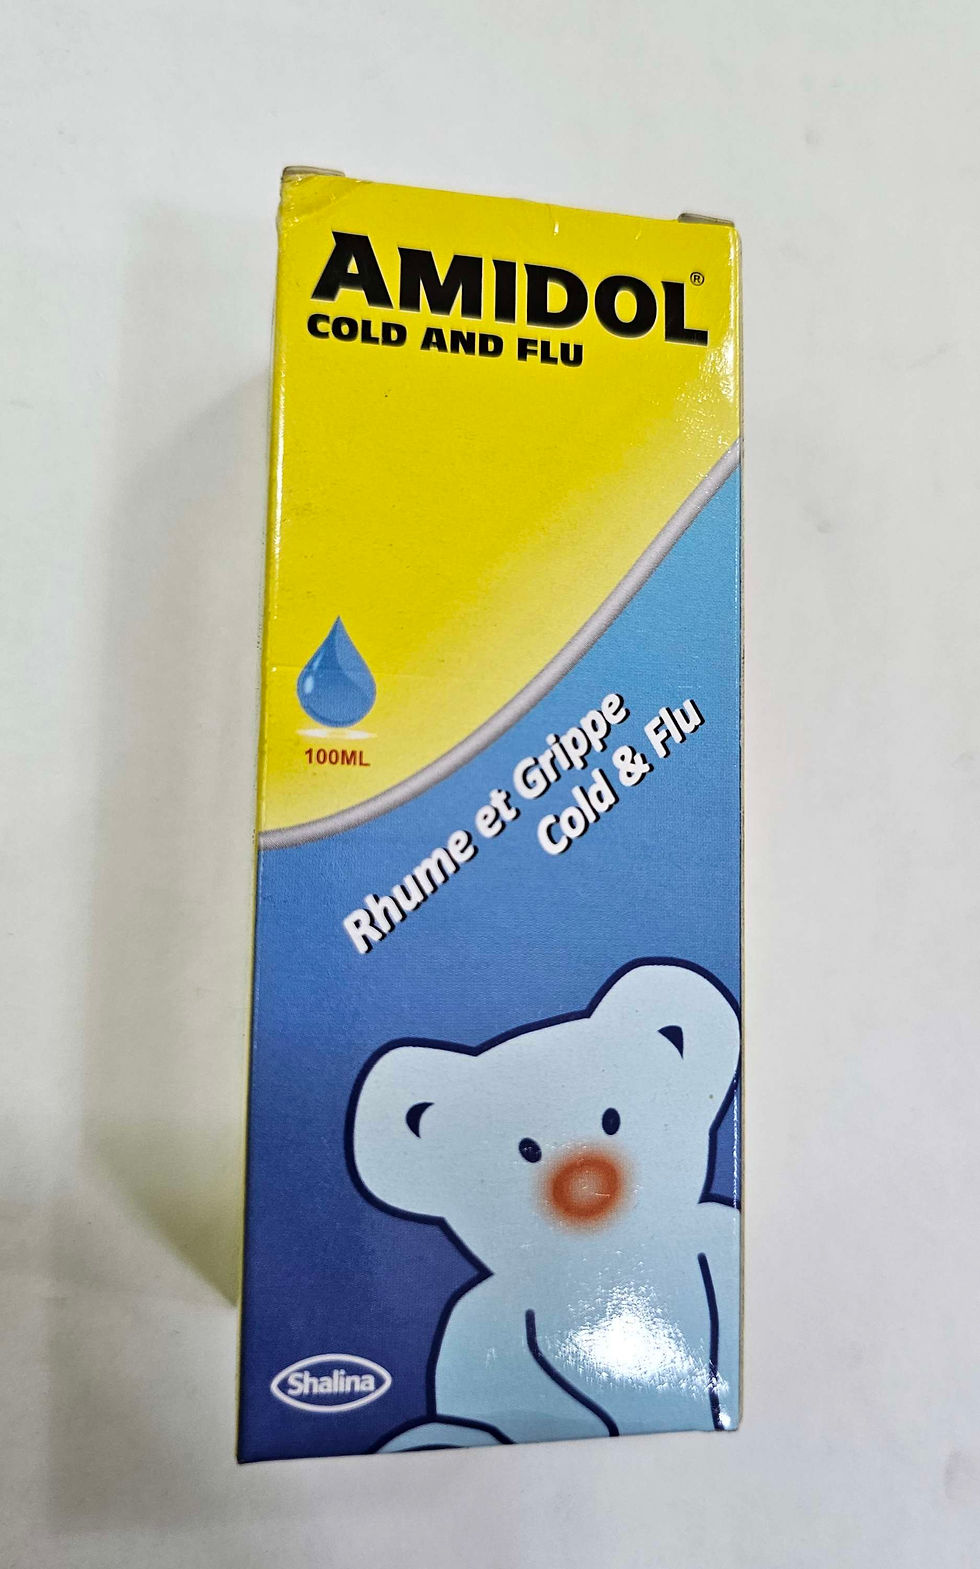 AMIDOL®
COLD AND FLU
100ML
Rhume et Grippe
Cold & Flu
Shalina